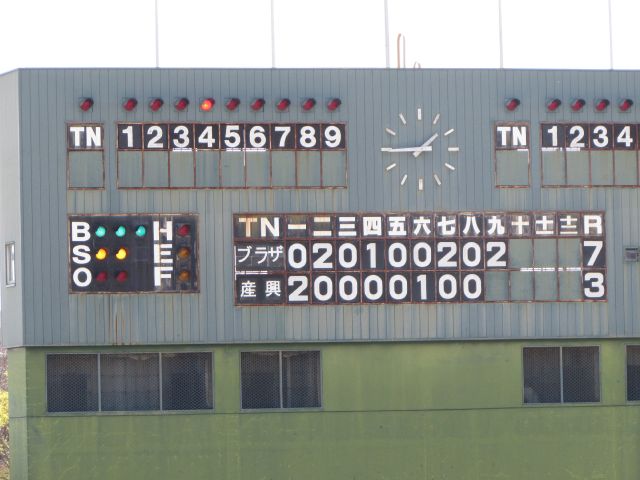 TN 1 2 3 4 5 6 7 8 9
TN 1 2 3 4
B H
S E
O F
TN 一 二 三 四 五 六 七 八 九 十 十一 十二 R
ブラザ 0 2 0 1 0 0 2 0 2 7
産興 2 0 0 0 0 1 0 0 3